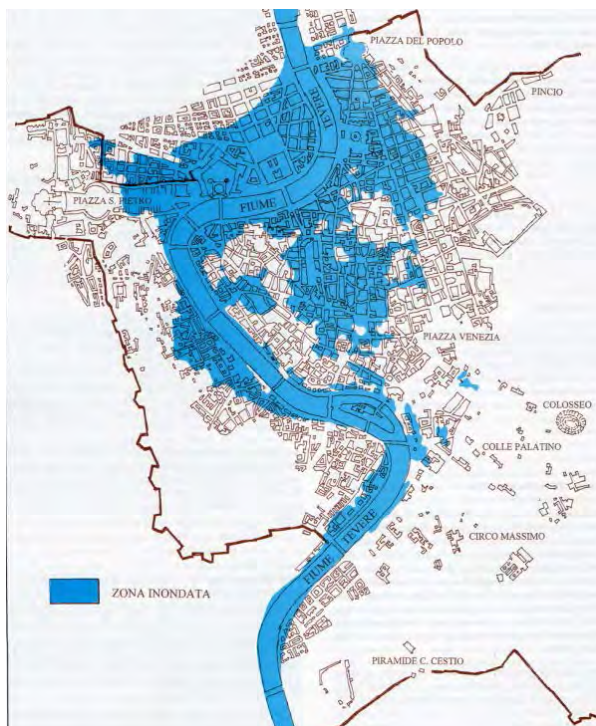 PIAZZA DEL POPOLO
PINCIO
PIAZZA S. PIETRO
FIUME
TEVERE
PIAZZA VENEZIA
COLOSSEO
COLLE PALATINO
CIRCO MASSIMO
FIUME
TEVERE
ZONA INONDATA
PIRAMIDE C. CESTIO